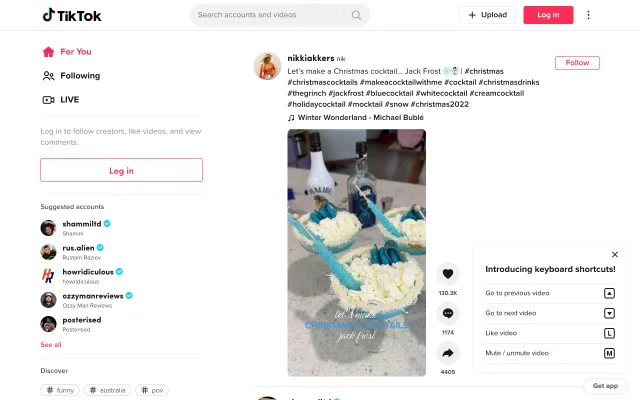 TikTok
Search accounts and videos
+ Upload
Log in
For You
Following
LIVE
Log in to follow creators, like videos, and view
comments.
Log in
Suggested accounts
shammiltd
Shammi
rus.alien
Rustam Raziev
howridiculous
howridiculous
ozzymanreviews
Ozzy Man Reviews
posterised
Posterised
See all
Discover
# funny
# australia
# pov
nikkiakkers nik
Follow
Let's make a Christmas cocktail... Jack Frost | #christmas
#christmascocktails #makeacocktailwithme #cocktail #christmasdrinks
#thegrinch #jackfrost #bluecocktail #whitecocktail #creamcocktail
#holidaycocktail #mocktail #snow #christmas2022
Winter Wonderland - Michael Bublé
MALIBU
let's make
CHRISTMAS COCKTAILS
jack frost
130.3K
1174
4405
Introducing keyboard shortcuts!
Go to previous video
Go to next video
Like video L
Mute / unmute video M
Get app